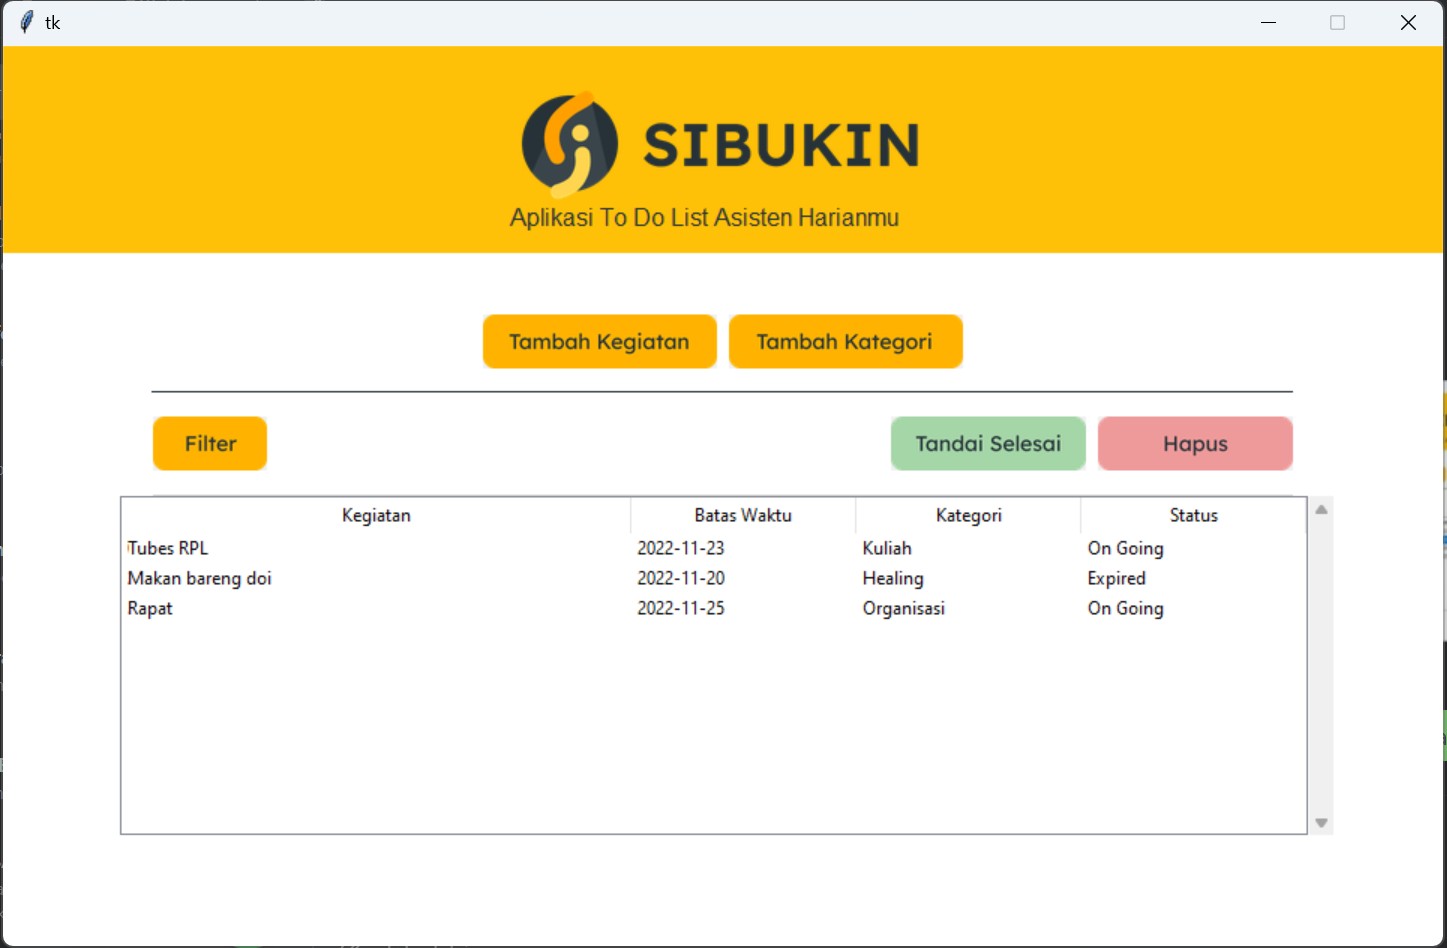 tk
SIBUKIN
Aplikasi To Do List Asisten Harianmu
Tambah Kegiatan Tambah Kategori
Filter Tandai Selesai Hapus
Kegiatan Batas Waktu Kategori Status
Tubes RPL 2022-11-23 Kuliah On Going
Makan bareng doi 2022-11-20 Healing Expired
Rapat 2022-11-25 Organisasi On Going